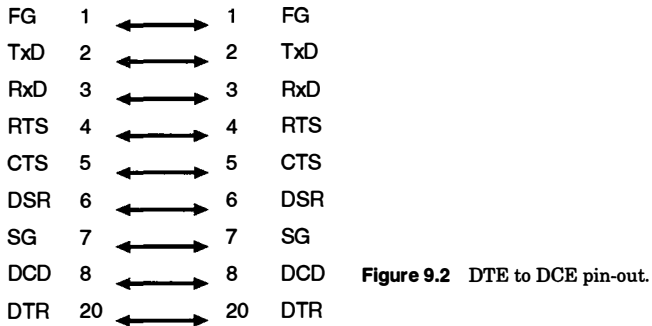 FG 1 1 FG
TxD 2 2 TxD
RxD 3 3 RxD
RTS 4 4 RTS
CTS 5 5 CTS
DSR 6 6 DSR
SG 7 7 SG
DCD 8 8 DCD Figure 9.2 DTE to DCE pin-out.
DTR 20 20 DTR